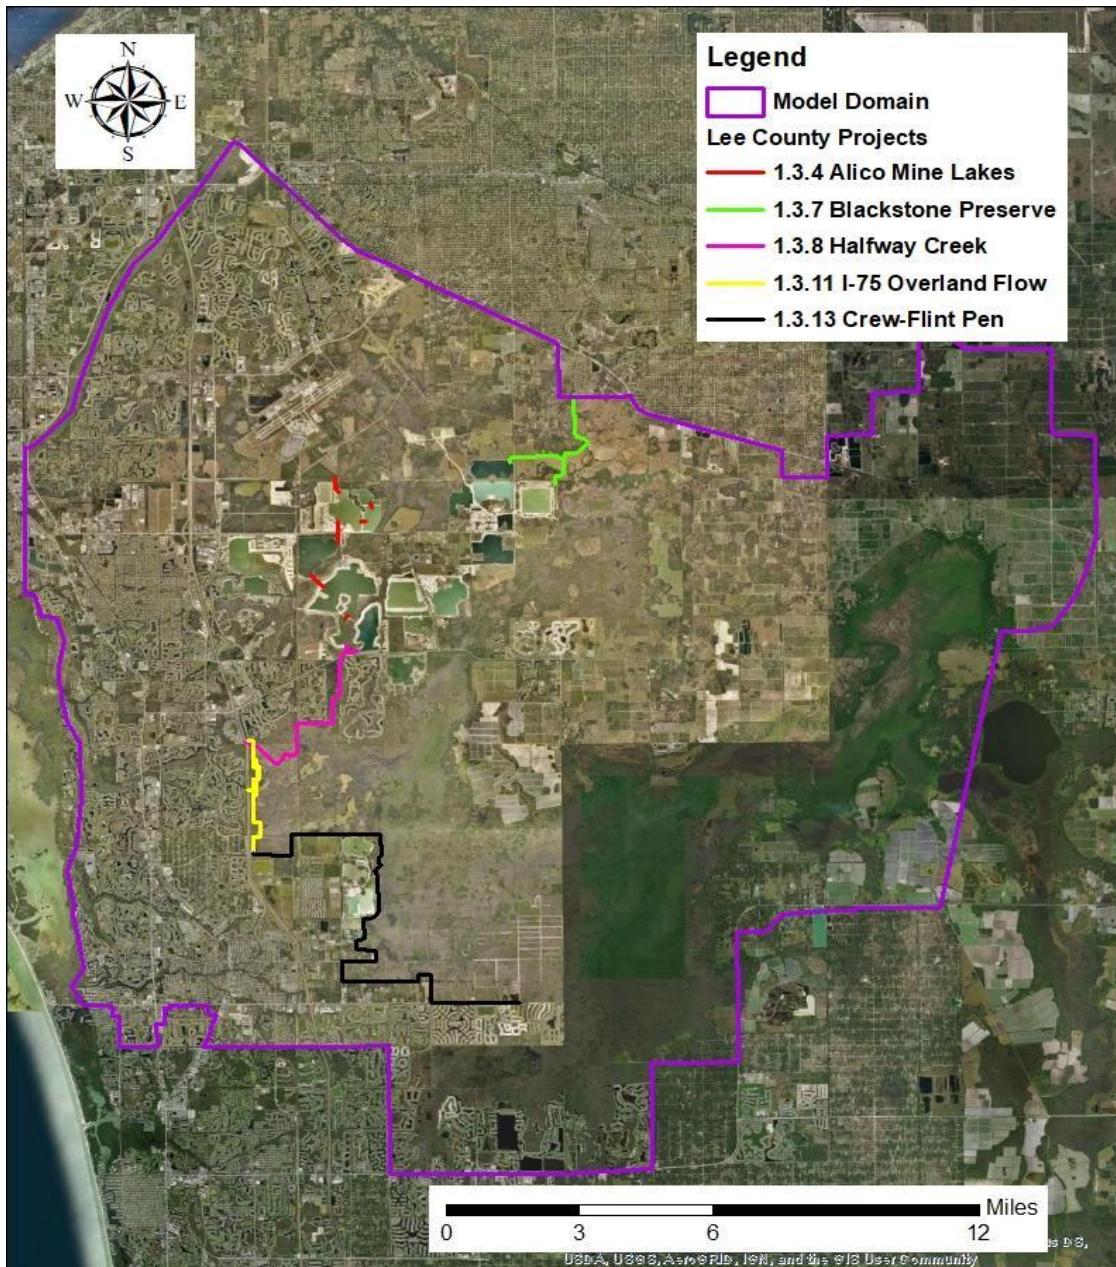 N
W E
S
Legend
Model Domain
Lee County Projects
1.3.4 Alico Mine Lakes
1.3.7 Blackstone Preserve
1.3.8 Halfway Creek
1.3.11 I-75 Overland Flow
1.3.13 Crew-Flint Pen
Miles
0 3 6 12
DS,
USDA, USGS, AeroGRID, IGN, and the GIS User Community